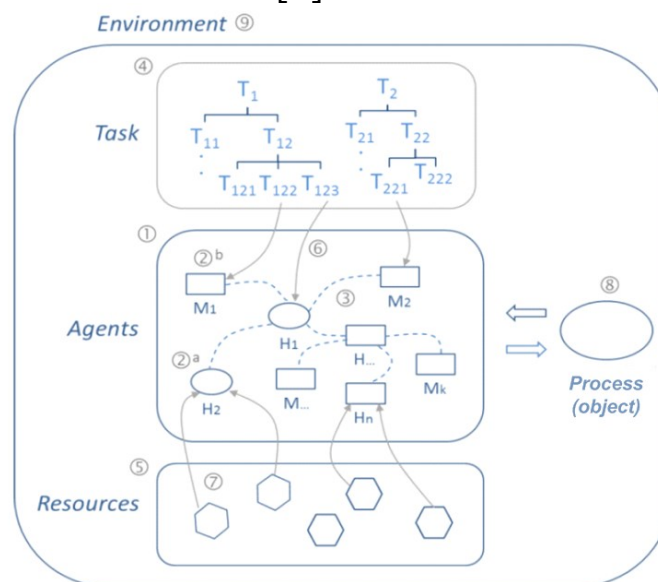 Environment ⑨
④
T1 T2
Task
T11 T12 T21 T22
T121 T122 T123 T221 T222
①
②b ⑥
M1 ③ M2
⑧
Agents
H1
②a H...
H2 M... Hn Mk
Process
(object)
⑤
⑦
Resources